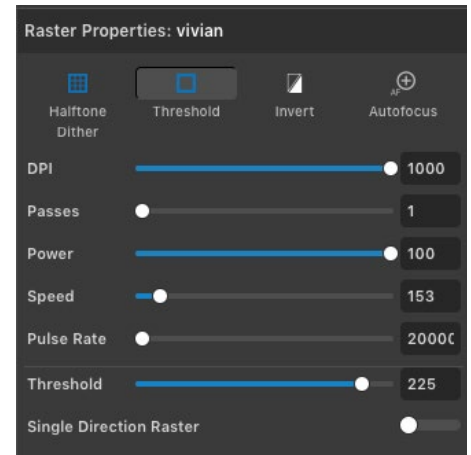 Raster Properties: vivian
Halftone Dither
Threshold
Invert
AF
Autofocus
DPI 1000
Passes 1
Power 100
Speed 153
Pulse Rate 20000
Threshold 225
Single Direction Raster